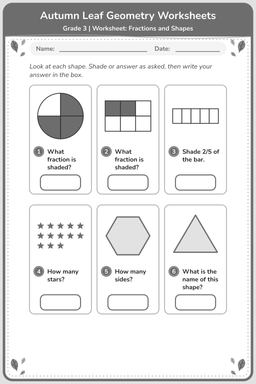 Autumn Leaf Geometry Worksheets
Grade 3 | Worksheet: Fractions and Shapes
Name: Date:
Look at each shape. Shade or answer as asked, then write your
answer in the box.
1 What
fraction is
shaded?
2 What
fraction is
shaded?
3 Shade 2/5 of
the bar.
4 How many
stars?
5 How many
sides?
6 What is the
name of this
shape?